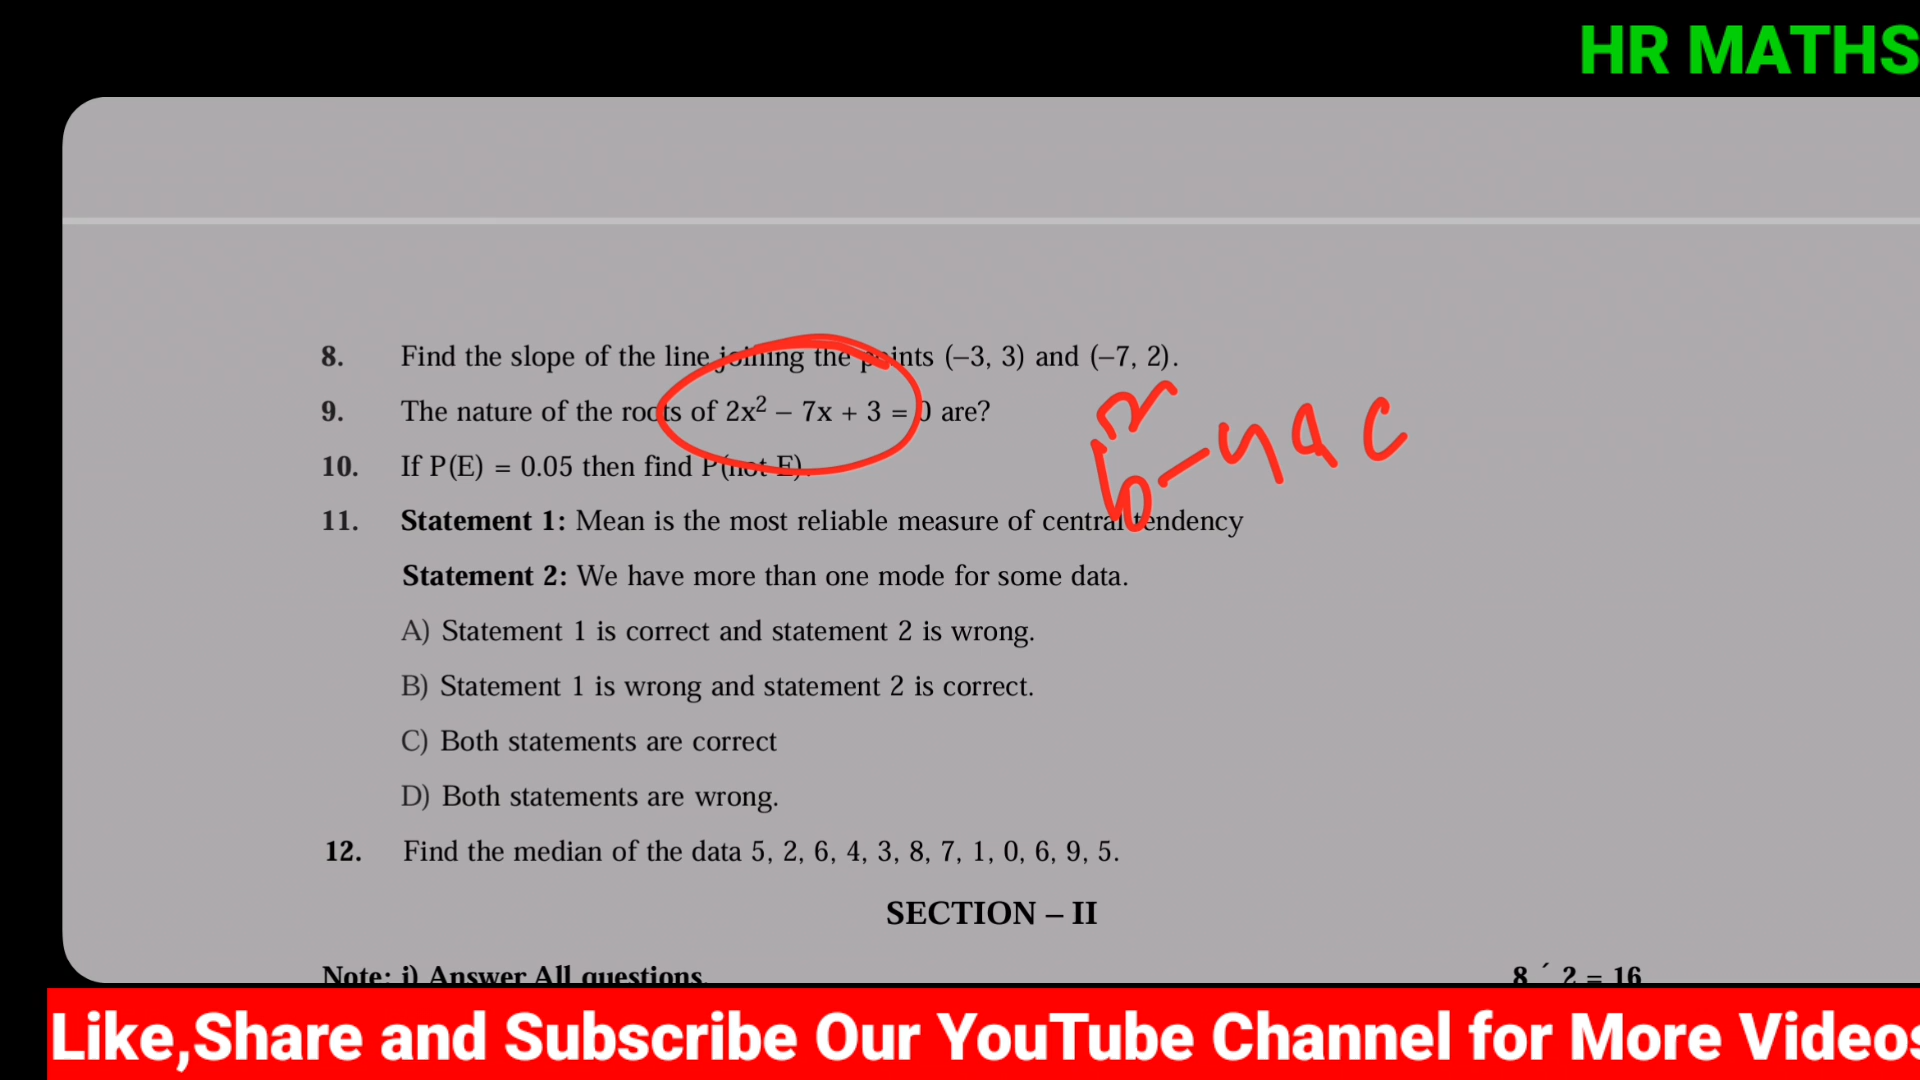 HR MATHS
8. Find the slope of the line joining the points (–3, 3) and (–7, 2).
9. The nature of the roots of 2x² – 7x + 3 = 0 are?
b² – 4ac
10. If P(E) = 0.05 then find P(not E).
11. Statement 1: Mean is the most reliable measure of central tendency
Statement 2: We have more than one mode for some data.
A) Statement 1 is correct and statement 2 is wrong.
B) Statement 1 is wrong and statement 2 is correct.
C) Both statements are correct
D) Both statements are wrong.
12. Find the median of the data 5, 2, 6, 4, 3, 8, 7, 1, 0, 6, 9, 5.
SECTION – II
Note: i) Answer All questions. 8 ´ 2 = 16
Like,Share and Subscribe Our YouTube Channel for More Videos